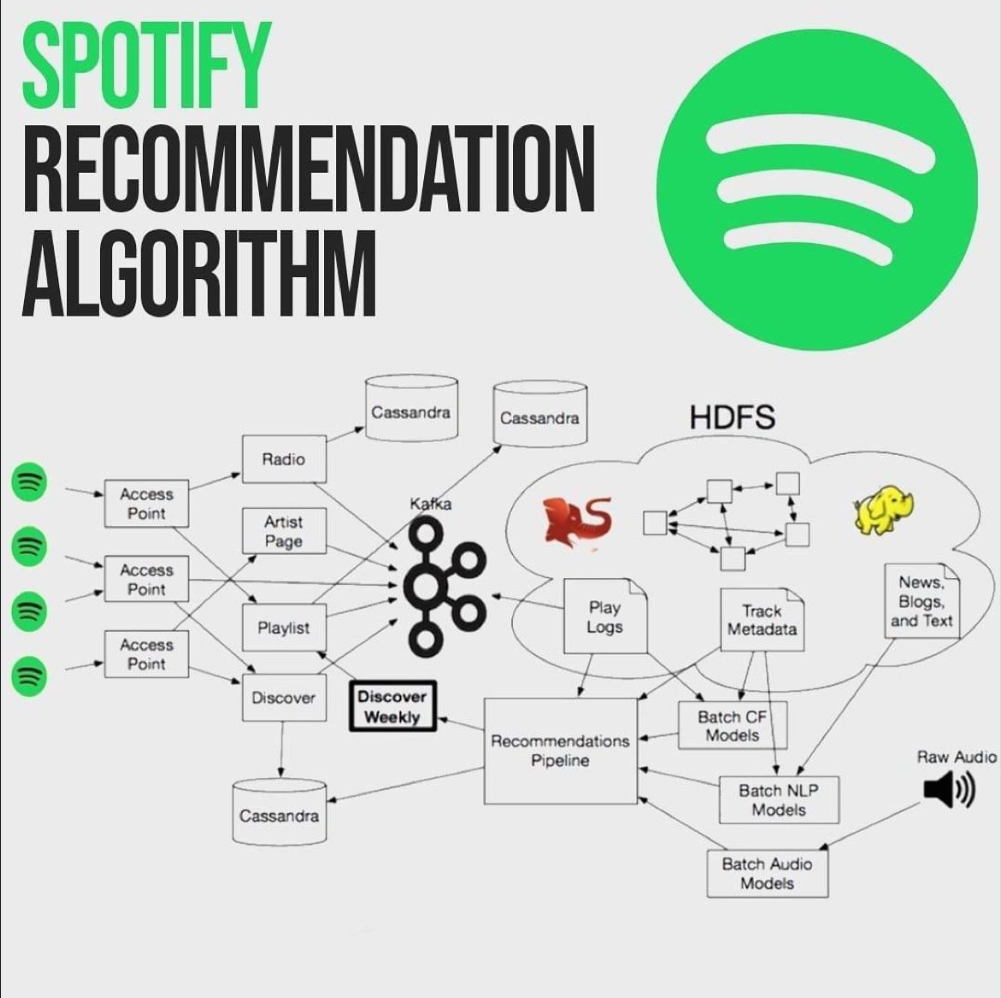 SPOTIFY
RECOMMENDATION
ALGORITHM
Cassandra
Cassandra
HDFS
Radio
Access
Point
Kafka
Artist
Page
Access
Point
News,
Blogs,
and Text
Play
Logs
Track
Metadata
Playlist
Access
Point
Discover
Discover
Weekly
Batch CF
Models
Recommendations
Pipeline
Raw Audio
Batch NLP
Models
Cassandra
Batch Audio
Models